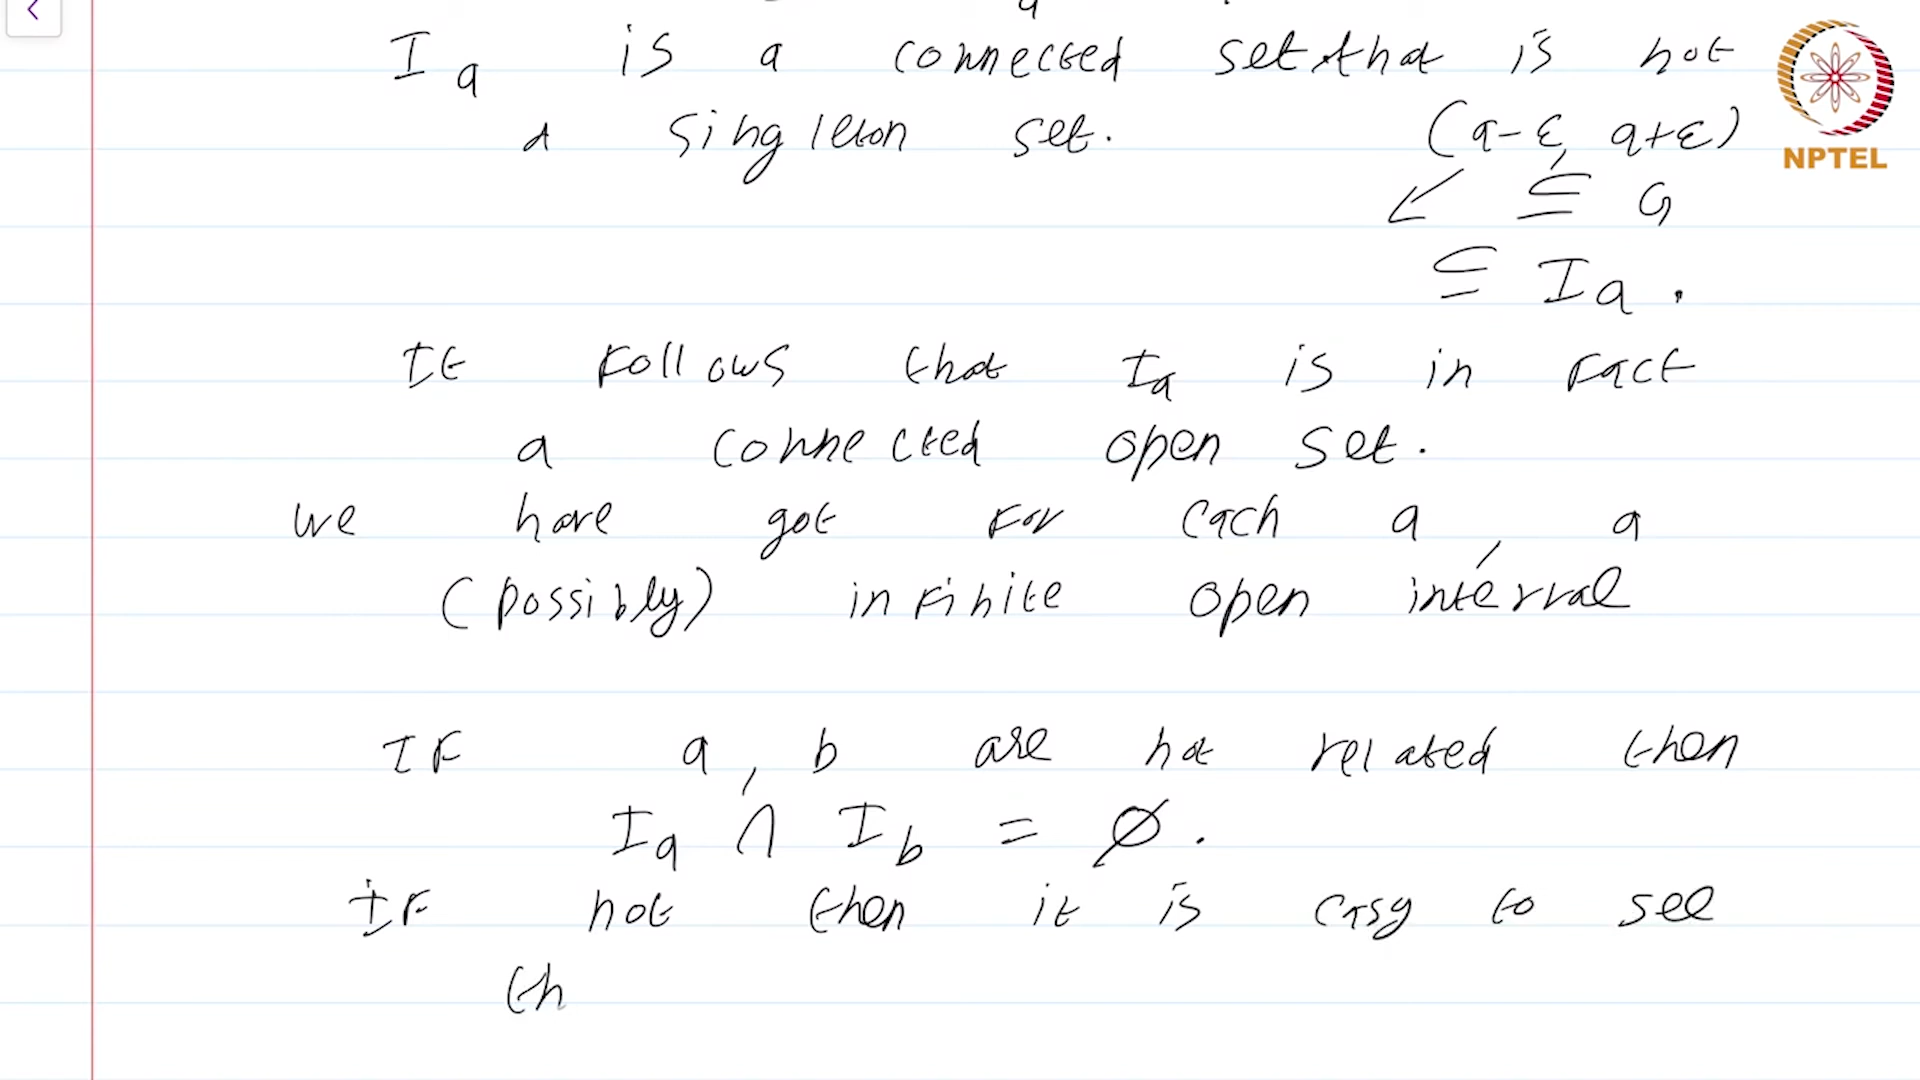 I_a is a connected set that is not
a singleton set. (a-ε, a+ε)
⊆ G
⊆ I_a.
It follows that I_a is in fact
a connected open set.
we have got for each a, a
(possibly) infinite open interval
If a, b are not related then
I_a ∩ I_b = ∅.
If not then it is easy to see
th
NPTEL